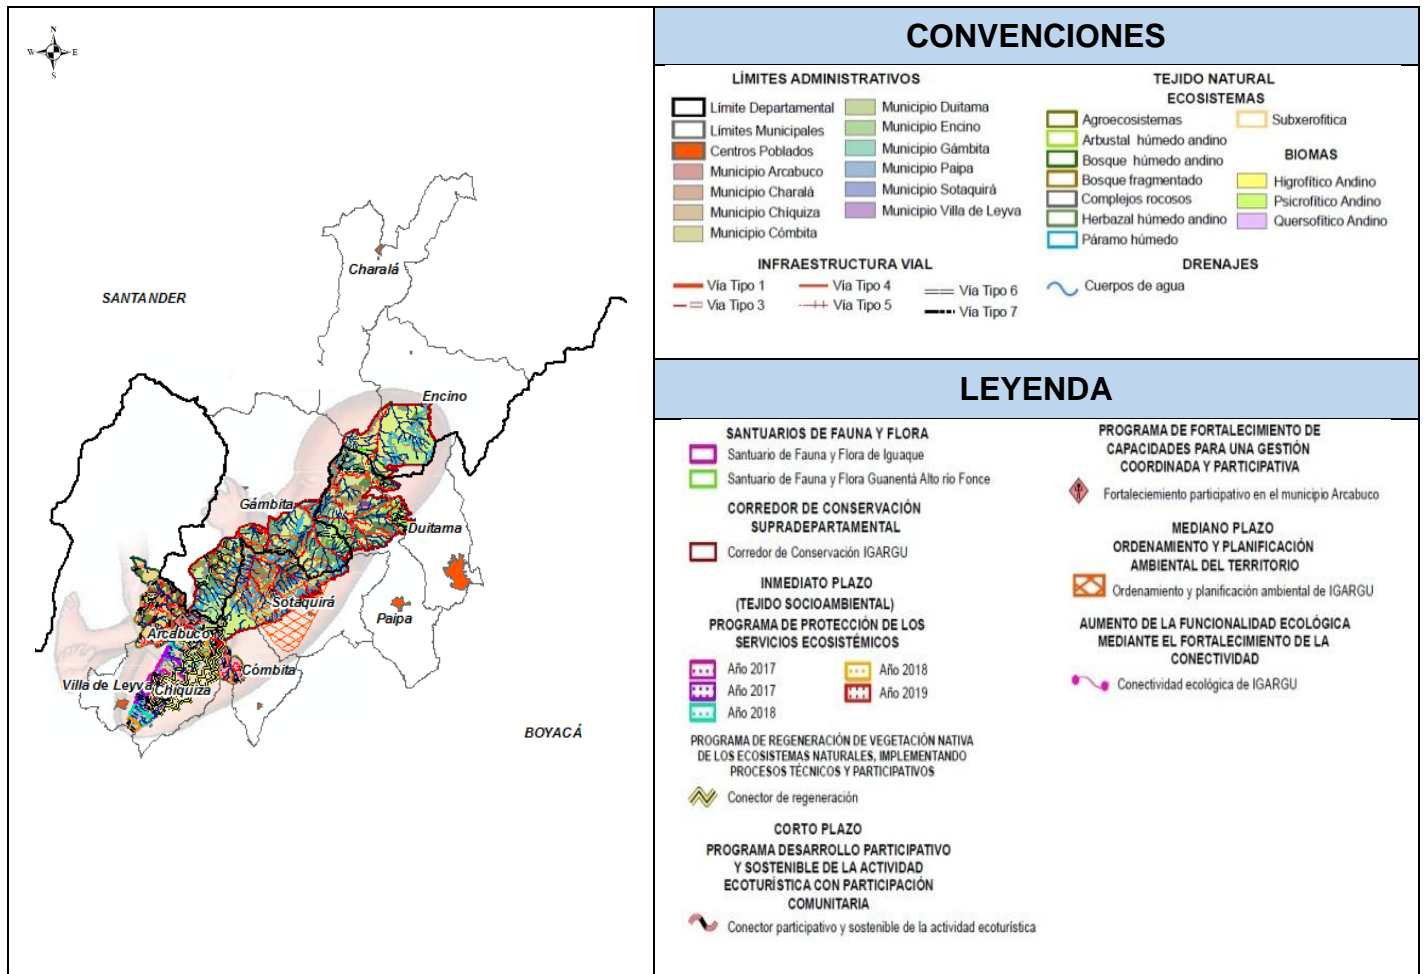 N
W
E
S
Charalá
SANTANDER
Encino
Gámbita
Duitama
Sotaquirá
Paipa
Arcabuco
Cómbita
Villa de Leyva
Chíquiza
BOYACÁ
CONVENCIONES
LÍMITES ADMINISTRATIVOS
Límite Departamental
Límites Municipales
Centros Poblados
Municipio Arcabuco
Municipio Charalá
Municipio Chíquiza
Municipio Cómbita
Municipio Duitama
Municipio Encino
Municipio Gámbita
Municipio Paipa
Municipio Sotaquirá
Municipio Villa de Leyva
INFRAESTRUCTURA VIAL
Vía Tipo 1
Vía Tipo 3
Vía Tipo 4
Vía Tipo 5
Vía Tipo 6
Vía Tipo 7
TEJIDO NATURAL
ECOSISTEMAS
Agroecosistemas
Arbustal húmedo andino
Bosque húmedo andino
Bosque fragmentado
Complejos rocosos
Herbazal húmedo andino
Páramo húmedo
Subxerofitica
BIOMAS
Higrofítico Andino
Psicrofítico Andino
Quersofítico Andino
DRENAJES
Cuerpos de agua
LEYENDA
SANTUARIOS DE FAUNA Y FLORA
Santuario de Fauna y Flora de Iguaque
Santuario de Fauna y Flora Guanentá Alto río Fonce
CORREDOR DE CONSERVACIÓN
SUPRADEPARTAMENTAL
Corredor de Conservación IGARGU
INMEDIATO PLAZO
(TEJIDO SOCIOAMBIENTAL)
PROGRAMA DE PROTECCIÓN DE LOS
SERVICIOS ECOSISTÉMICOS
Año 2017
Año 2017
Año 2018
Año 2018
Año 2019
PROGRAMA DE REGENERACIÓN DE VEGETACIÓN NATIVA
DE LOS ECOSISTEMAS NATURALES, IMPLEMENTANDO
PROCESOS TÉCNICOS Y PARTICIPATIVOS
Conector de regeneración
CORTO PLAZO
PROGRAMA DESARROLLO PARTICIPATIVO
Y SOSTENIBLE DE LA ACTIVIDAD
ECOTURÍSTICA CON PARTICIPACIÓN
COMUNITARIA
Conector participativo y sostenible de la actividad ecoturística
PROGRAMA DE FORTALECIMIENTO DE
CAPACIDADES PARA UNA GESTIÓN
COORDINADA Y PARTICIPATIVA
Fortaleciemiento participativo en el municipio Arcabuco
MEDIANO PLAZO
ORDENAMIENTO Y PLANIFICACIÓN
AMBIENTAL DEL TERRITORIO
Ordenamiento y planificación ambiental de IGARGU
AUMENTO DE LA FUNCIONALIDAD ECOLÓGICA
MEDIANTE EL FORTALECIMIENTO DE LA
CONECTIVIDAD
Conectividad ecológica de IGARGU